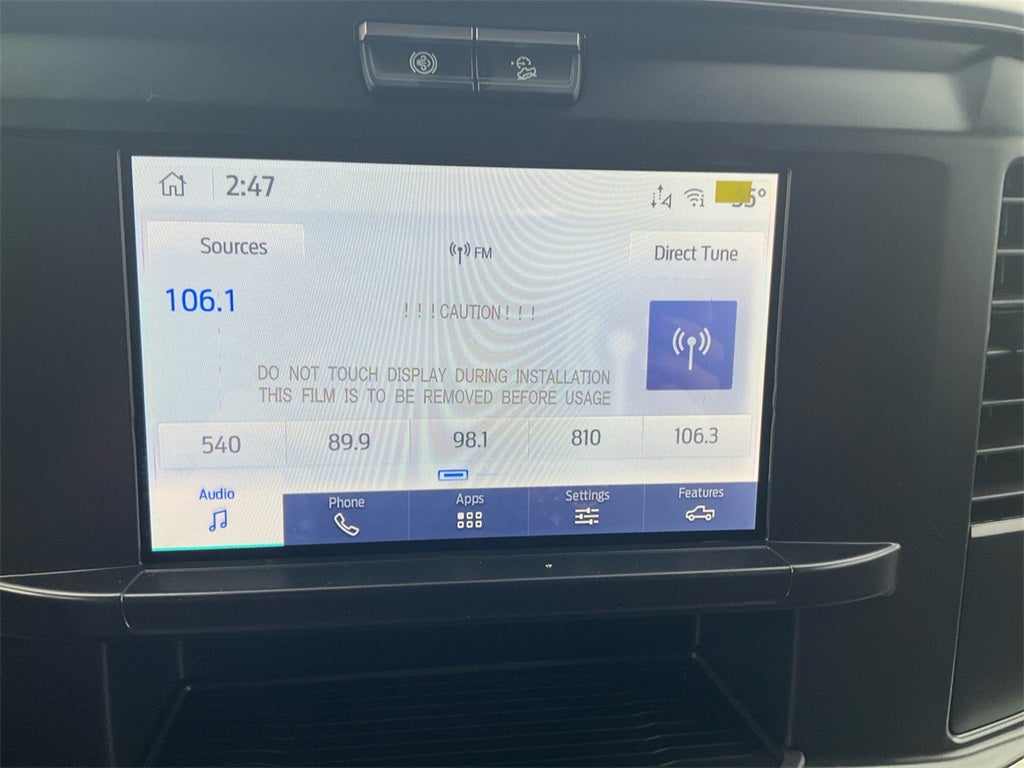 2:47
Sources
FM
Direct Tune
106.1
! ! ! CAUTION ! ! !
DO NOT TOUCH DISPLAY DURING INSTALLATION
THIS FILM IS TO BE REMOVED BEFORE USAGE
540 89.9 98.1 810 106.3
Audio Phone Apps Settings Features